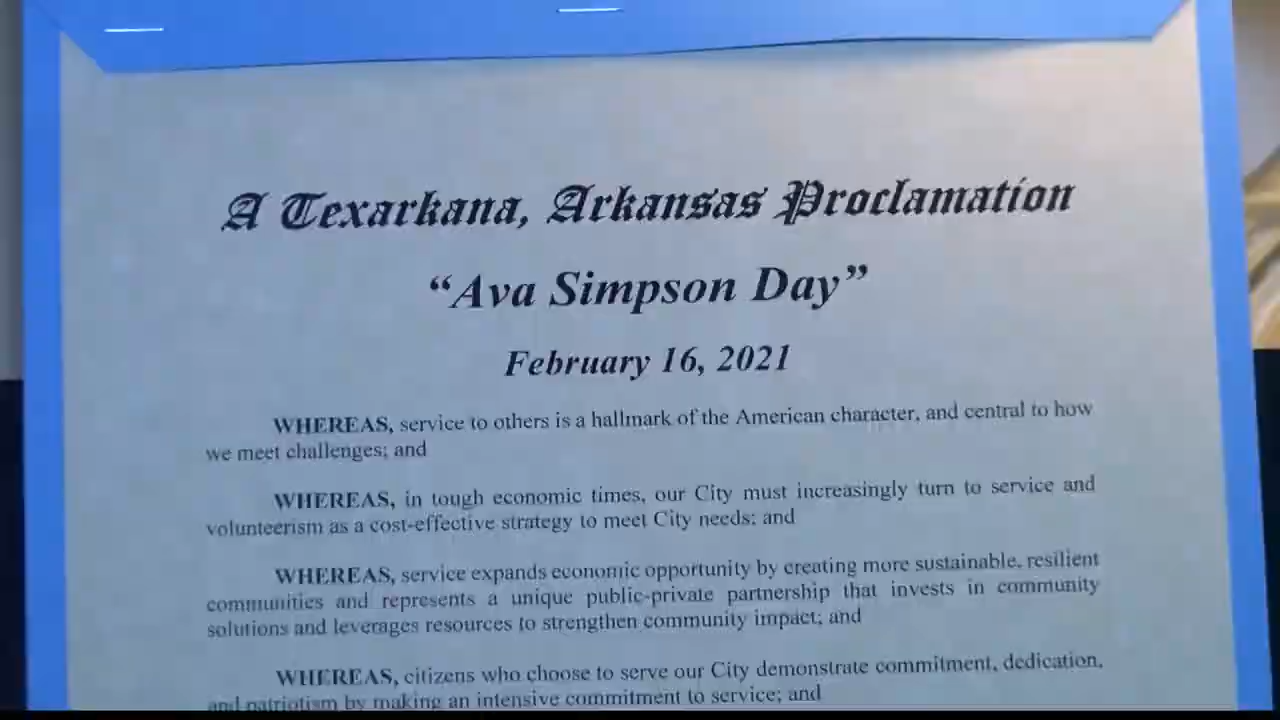 A Texarkana, Arkansas Proclamation
“Ava Simpson Day”
February 16, 2021
WHEREAS, service to others is a hallmark of the American character, and central to how
we meet challenges; and
WHEREAS, in tough economic times, our City must increasingly turn to service and
volunteerism as a cost-effective strategy to meet City needs; and
WHEREAS, service expands economic opportunity by creating more sustainable, resilient
communities and represents a unique public-private partnership that invests in community
solutions and leverages resources to strengthen community impact; and
WHEREAS, citizens who choose to serve our City demonstrate commitment, dedication,
and patriotism by making an intensive commitment to service; and